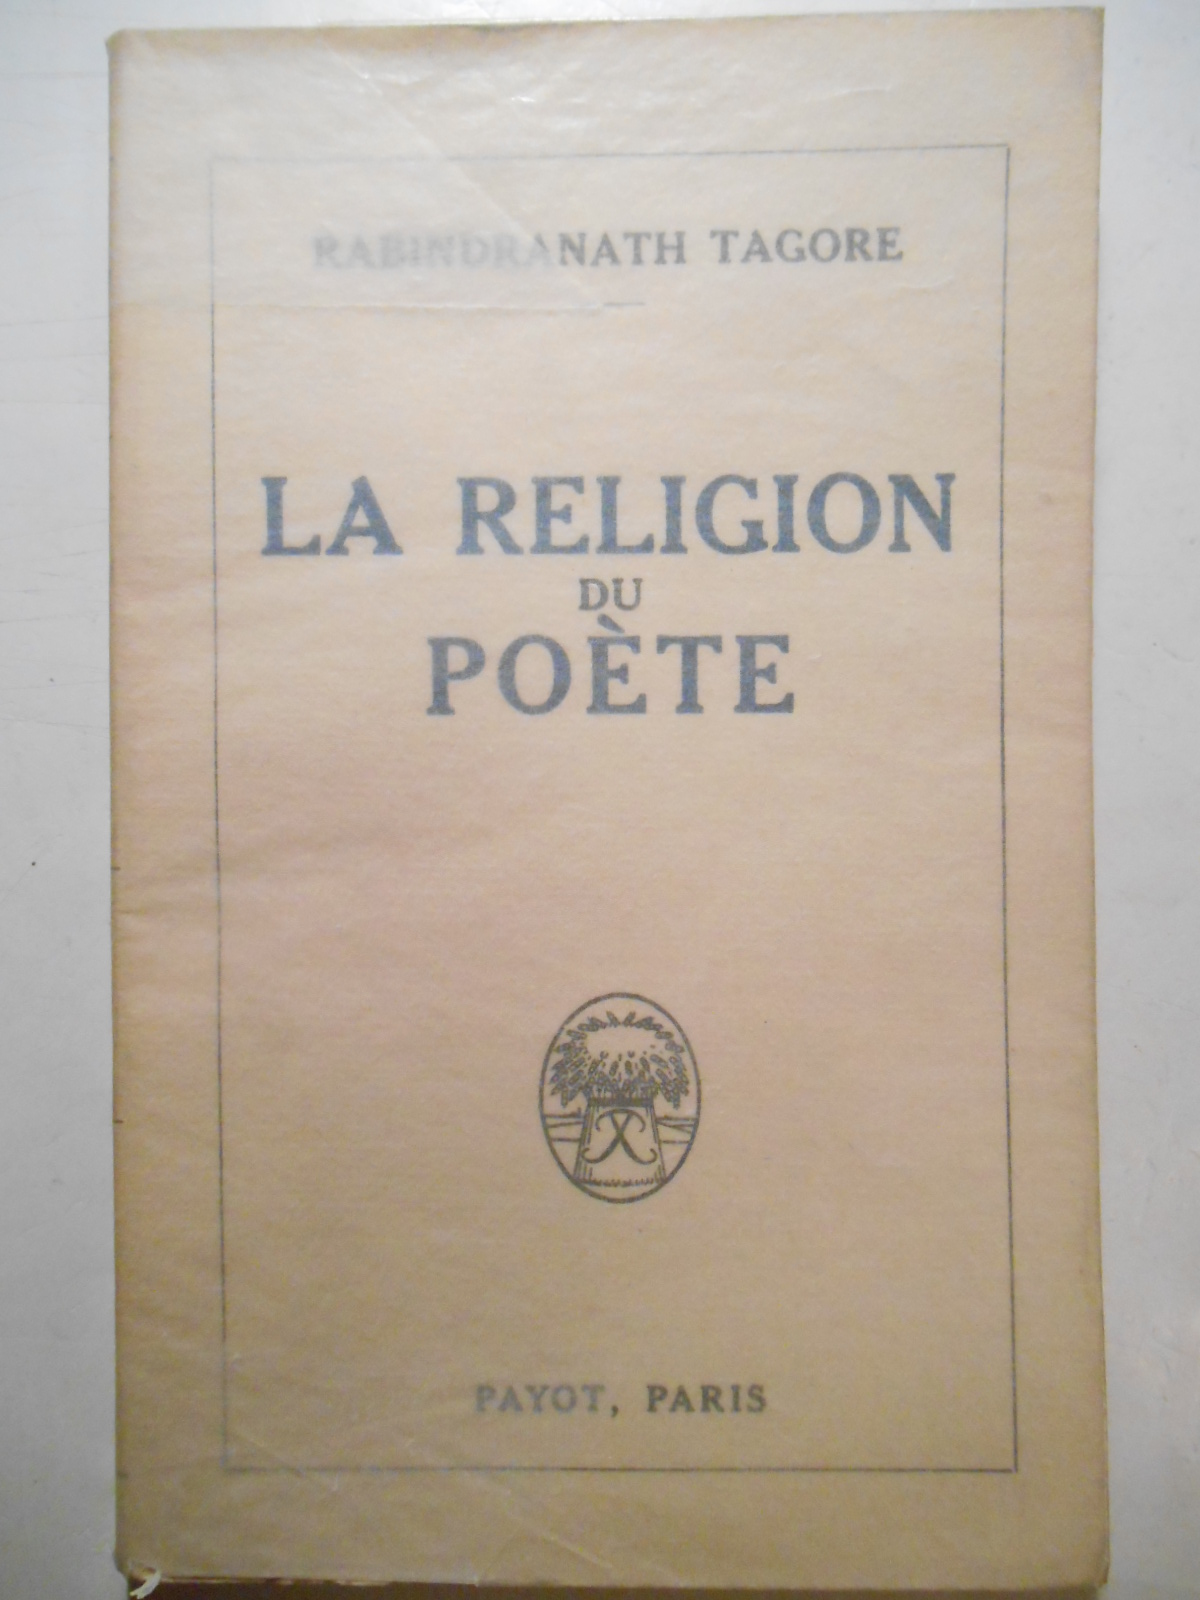 RABINDRANATH TAGORE
LA RELIGION
DU
POÈTE
PAYOT, PARIS